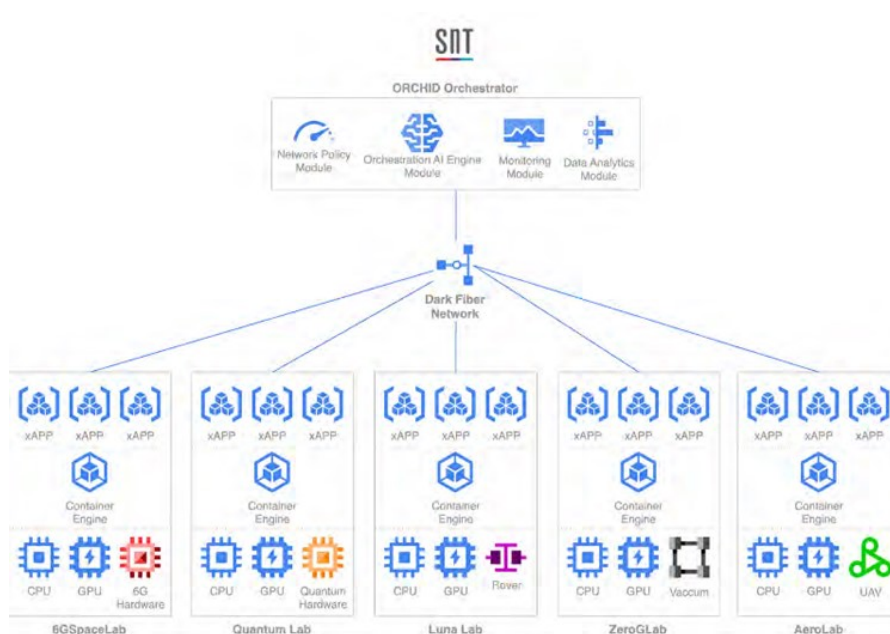 SNT
ORCHID Orchestrator
Network Policy
Module
Orchestration AI Engine
Module
Monitoring
Module
Data Analytics
Module
Dark Fiber
Network
xAPP xAPP xAPP
xAPP xAPP xAPP
xAPP xAPP xAPP
xAPP xAPP xAPP
xAPP xAPP xAPP
Container
Engine
Container
Engine
Container
Engine
Container
Engine
Container
Engine
CPU GPU 6G
Hardware
CPU GPU Quantum
Hardware
CPU GPU Rover
CPU GPU Vaccum
CPU GPU UAV
6GSpaceLab
Quantum Lab
Luna Lab
ZeroGLab
AeroLab